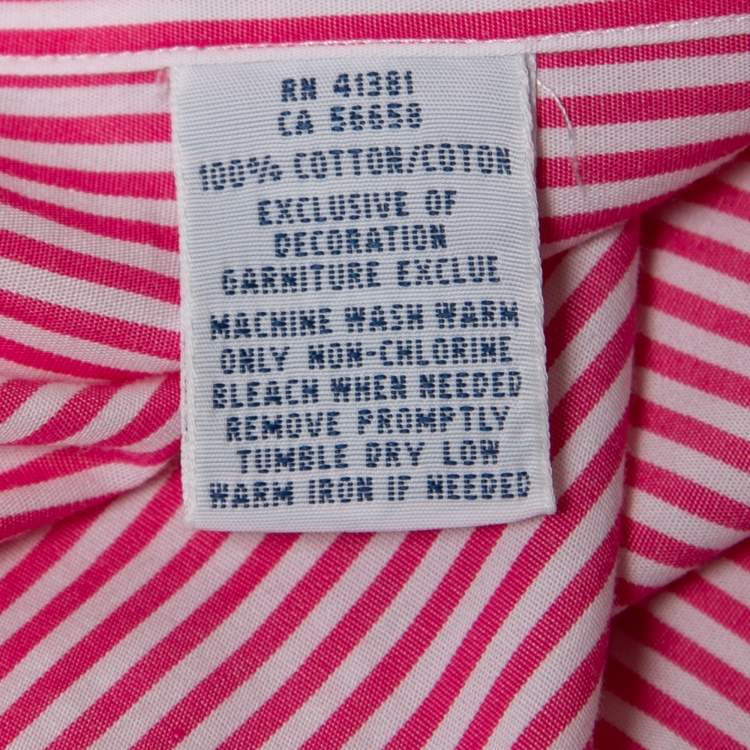 RN 41381
CA 56658
100% COTTON/COTON
EXCLUSIVE OF
DECORATION
GARNITURE EXCLUE
MACHINE WASH WARM
ONLY NON-CHLORINE
BLEACH WHEN NEEDED
REMOVE PROMPTLY
TUMBLE DRY LOW
WARM IRON IF NEEDED